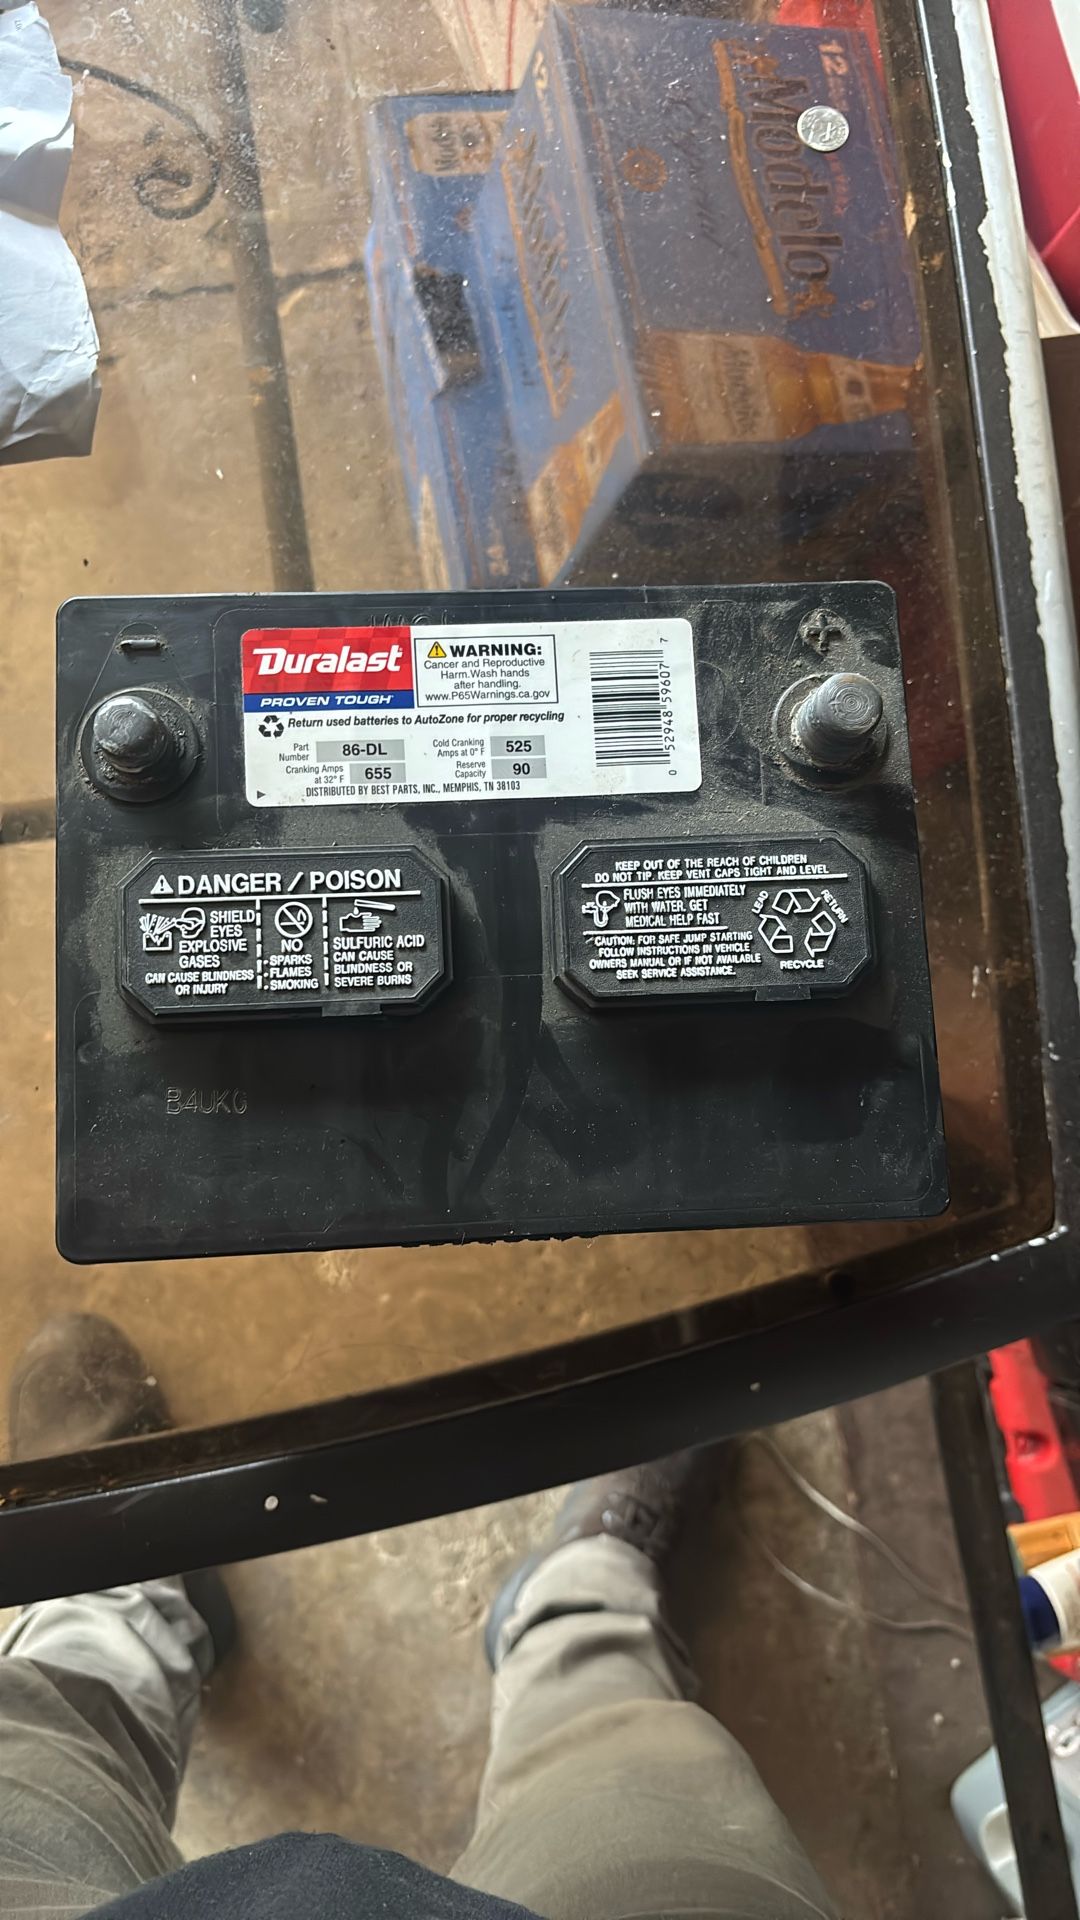 12
Modelo
Especial
Modelo
Duralast
PROVEN TOUGH
WARNING:
Cancer and Reproductive
Harm.Wash hands
after handling.
www.P65Warnings.ca.gov
Return used batteries to AutoZone for proper recycling
Part Number 86-DL Cold Cranking Amps at 0° F 525
Cranking Amps at 32° F 655 Reserve Capacity 90
DISTRIBUTED BY BEST PARTS, INC., MEMPHIS, TN 38103
0 52948 59607 7
- +
DANGER / POISON
SHIELD
EYES
EXPLOSIVE
GASES
CAN CAUSE BLINDNESS
OR INJURY
NO
• SPARKS
• FLAMES
• SMOKING
SULFURIC ACID
CAN CAUSE
BLINDNESS OR
SEVERE BURNS
KEEP OUT OF THE REACH OF CHILDREN
DO NOT TIP. KEEP VENT CAPS TIGHT AND LEVEL
FLUSH EYES IMMEDIATELY
WITH WATER. GET
MEDICAL HELP FAST
CAUTION: FOR SAFE JUMP STARTING
FOLLOW INSTRUCTIONS IN VEHICLE
OWNERS MANUAL OR IF NOT AVAILABLE
SEEK SERVICE ASSISTANCE.
LEAD
RETURN
RECYCLE
B4UKG